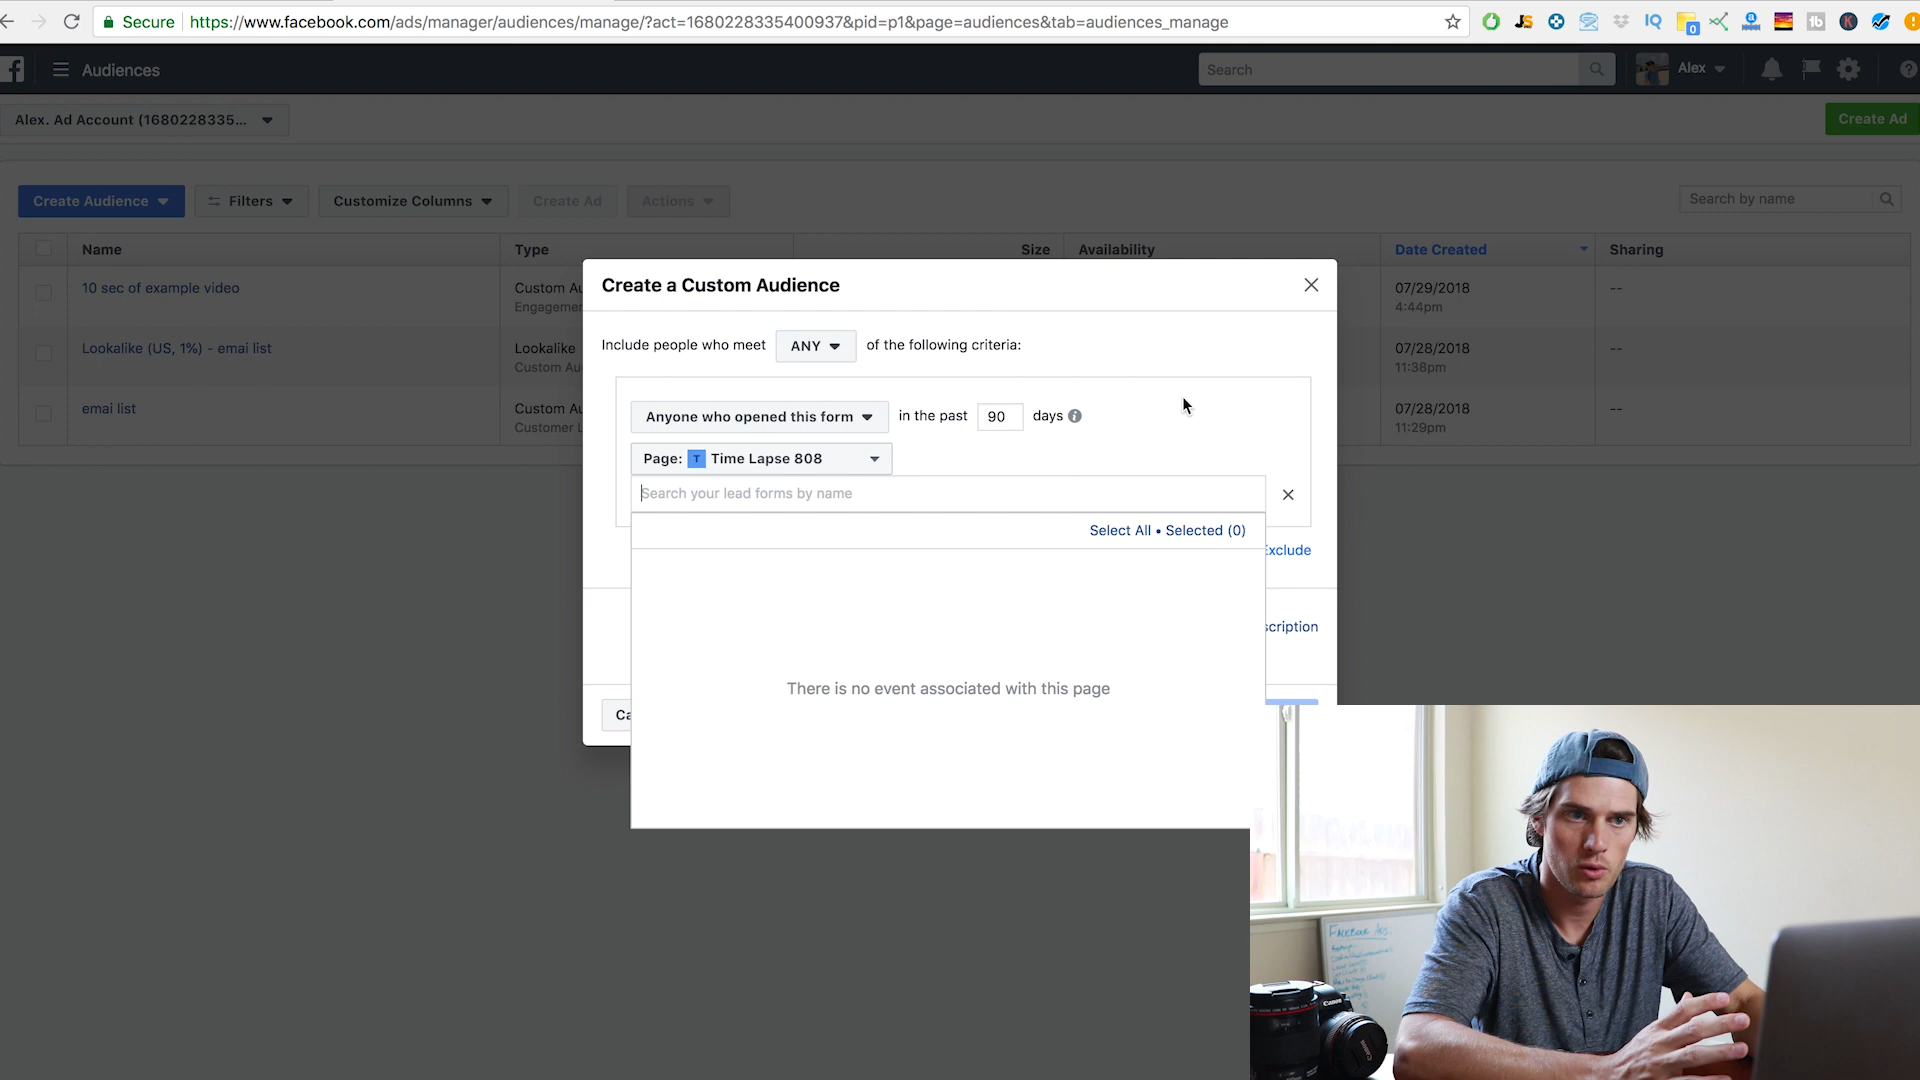 Secure https://www.facebook.com/ads/manager/audiences/manage/?act=1680228335400937&pid=p1&page=audiences&tab=audiences_manage
Audiences
Search
Alex
Alex. Ad Account (1680228335...
Create Ad
Create Audience
Filters
Customize Columns
Create Ad
Actions
Search by name
Name
Type
Size
Availability
Date Created
Sharing
10 sec of example video
Custom Au
Engagemen
07/29/2018
4:44pm
--
Lookalike (US, 1%) - emai list
Lookalike
Custom Au
07/28/2018
11:38pm
--
emai list
Custom Au
Customer L
07/28/2018
11:29pm
--
Create a Custom Audience
Include people who meet ANY of the following criteria:
Anyone who opened this form in the past 90 days
Page: T Time Lapse 808
Search your lead forms by name
Select All • Selected (0)
Exclude
scription
There is no event associated with this page
Ca
FACEBOOK ADS
Canon